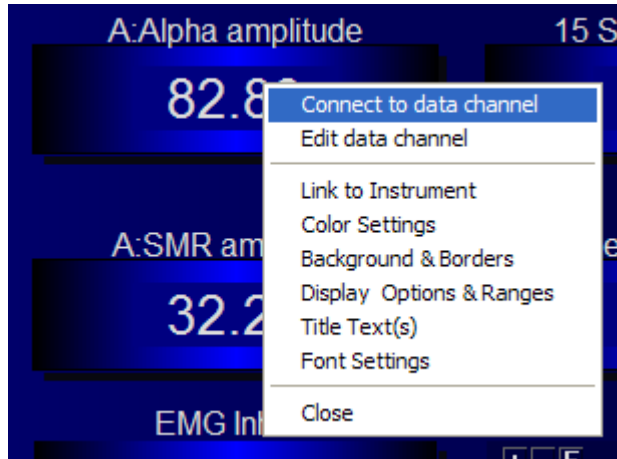 A:Alpha amplitude 15 S
82.8
Connect to data channel
Edit data channel
Link to Instrument
Color Settings
A:SMR am
Background & Borders
Display Options & Ranges
32.2
Title Text(s)
Font Settings
Close
EMG Inh